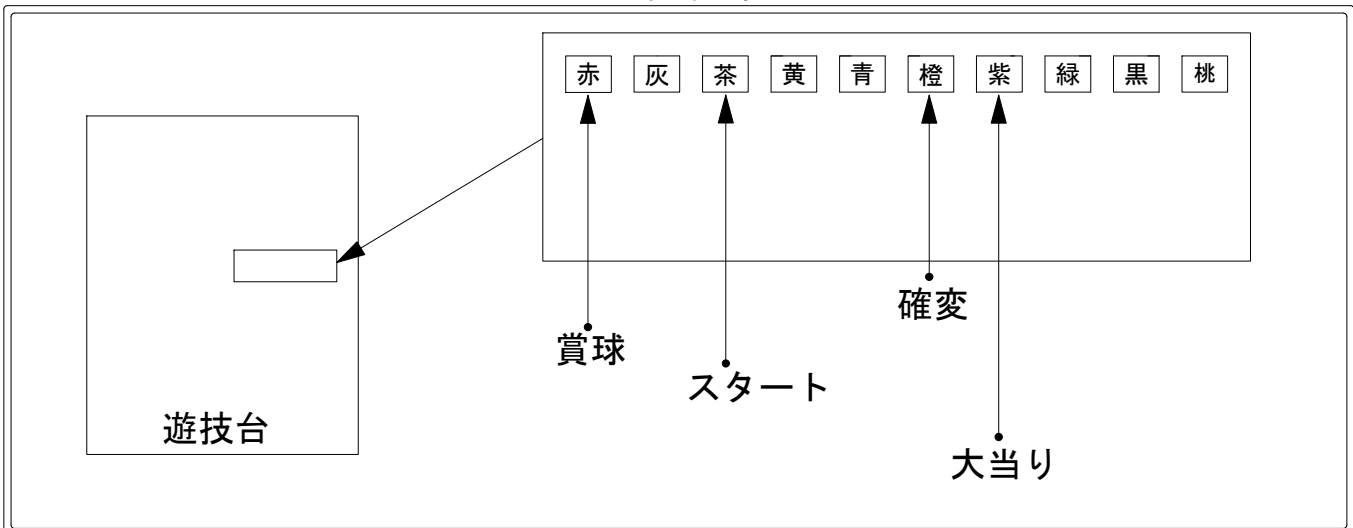 赤 灰 茶 黄 青 橙 紫 緑 黒 桃
確変
賞球
スタート
遊技台
大当り